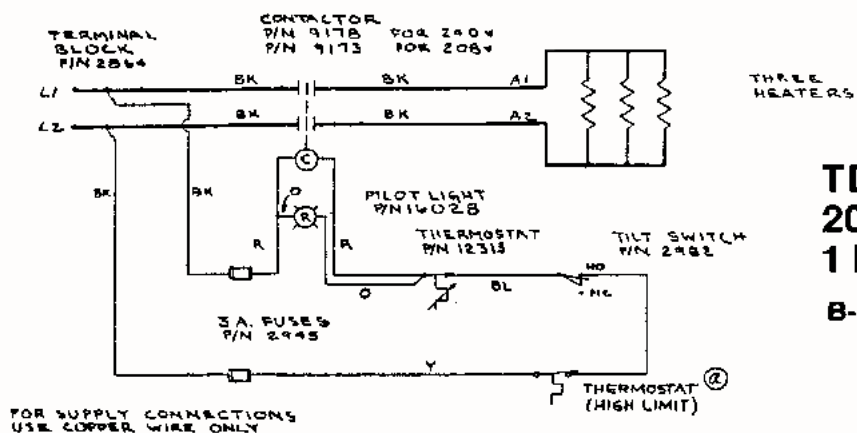 CONTACTOR
P/N 9178 FOR 240V
P/N 9173 FOR 208V
TERMINAL
BLOCK
P/N 2864
L1
BK
BK
A1
L2
BK
BK
A2
THREE
HEATERS
C
BK
BK
O
R
PILOT LIGHT
P/N 16028
R
R
THERMOSTAT
P/N 12315
TILT SWITCH
P/N 2982
O
BL
NO
NC
3A. FUSES
P/N 2945
Y
THERMOSTAT @
(HIGH LIMIT)
FOR SUPPLY CONNECTIONS
USE COPPER WIRE ONLY
20
1
B-